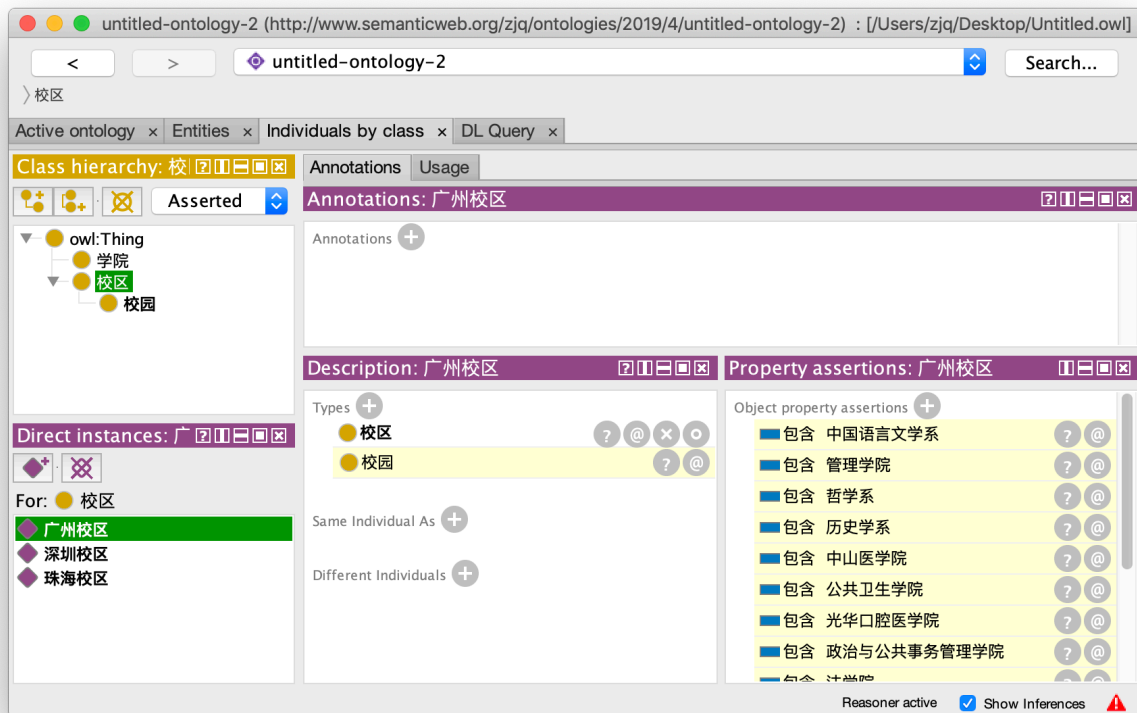 untitled-ontology-2 (http://www.semanticweb.org/zjq/ontologies/2019/4/untitled-ontology-2) : [/Users/zjq/Desktop/Untitled.owl]
< > untitled-ontology-2 Search...
〉校区
Active ontology × Entities × Individuals by class × DL Query ×
Class hierarchy: 校
Asserted
owl:Thing
学院
校区
校园
Direct instances: 广
For: 校区
广州校区
深圳校区
珠海校区
Annotations Usage
Annotations: 广州校区
Annotations
Description: 广州校区
Types
校区
校园
Same Individual As
Different Individuals
Property assertions: 广州校区
Object property assertions
包含 中国语言文学系
包含 管理学院
包含 哲学系
包含 历史学系
包含 中山医学院
包含 公共卫生学院
包含 光华口腔医学院
包含 政治与公共事务管理学院
包含 法学院
Reasoner active Show Inferences